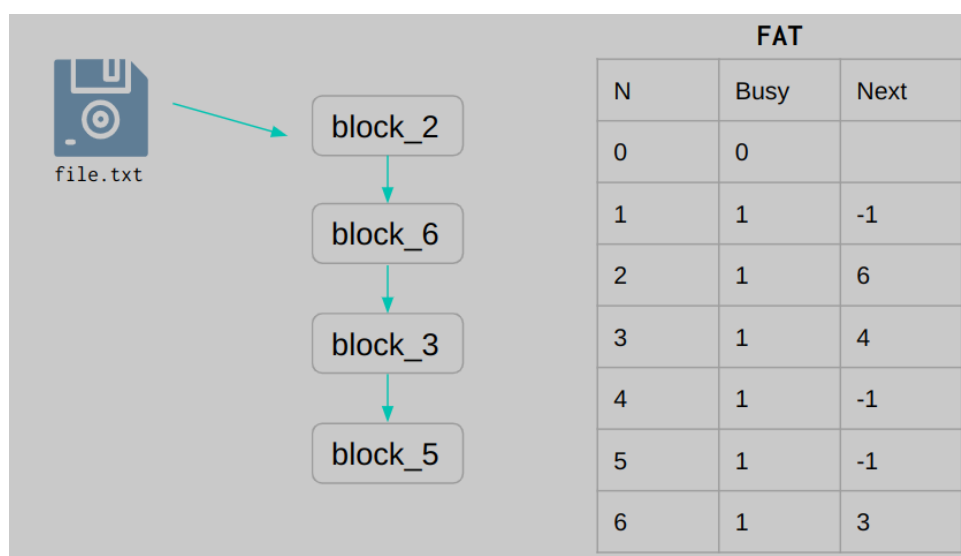 file.txt
block_2
block_6
block_3
block_5
FAT
N Busy Next
0 0
1 1 -1
2 1 6
3 1 4
4 1 -1
5 1 -1
6 1 3